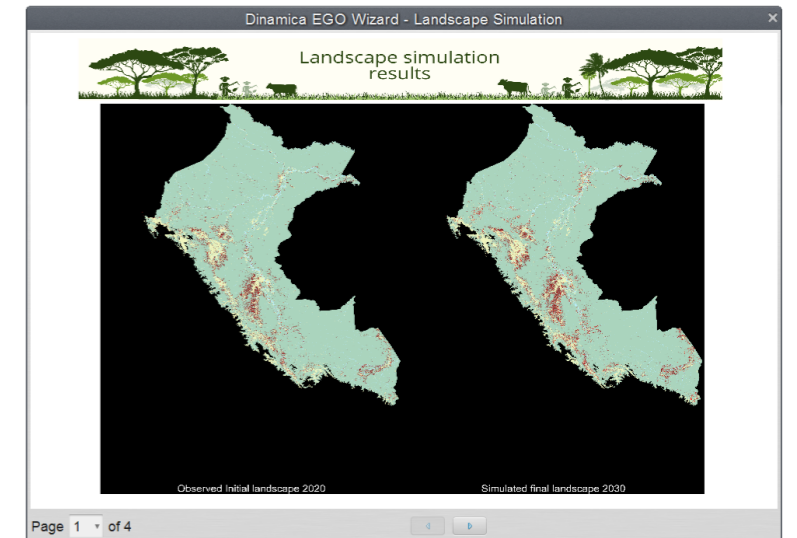 Dinamica EGO Wizard - Landscape Simulation
Landscape simulation
results
Observed Initial landscape 2020
Simulated final landscape 2030
Page 1 of 4